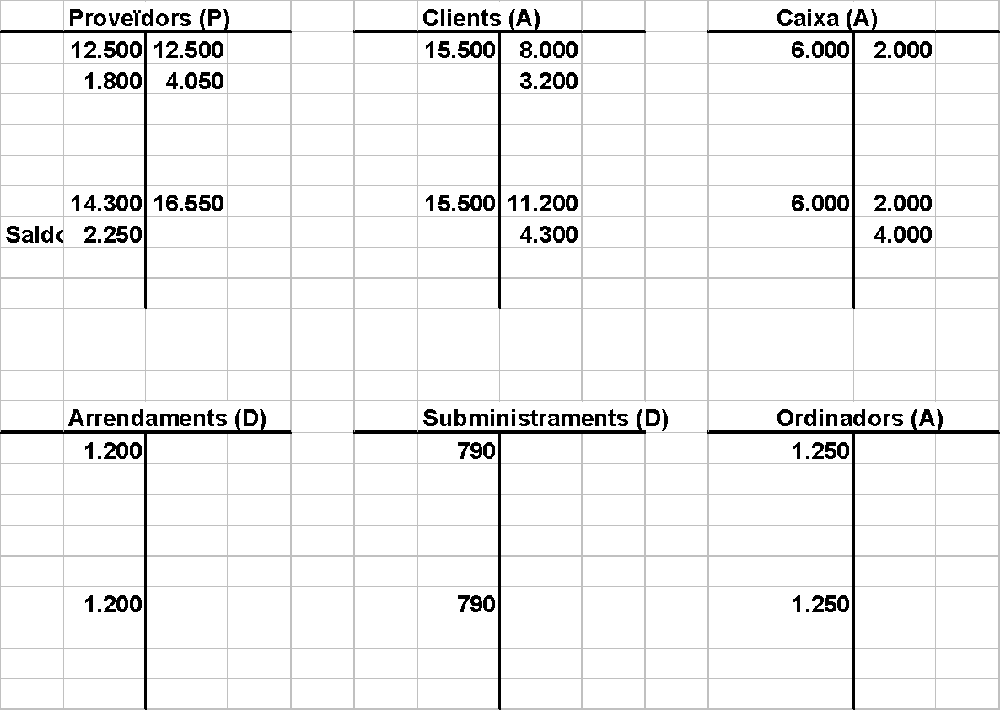 Proveïdors (P) Clients (A) Caixa (A)
12.500 12.500 15.500 8.000 6.000 2.000
1.800 4.050 3.200
14.300 16.550 15.500 11.200 6.000 2.000
Saldo 2.250 4.300 4.000
Arrendaments (D) Subministraments (D) Ordinadors (A)
1.200 790 1.250
1.200 790 1.250